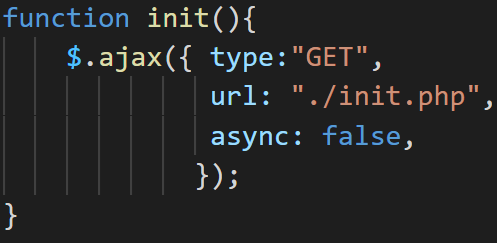 function init(){
    $.ajax({ type:"GET",
             url: "./init.php",
             async: false,
            });
}